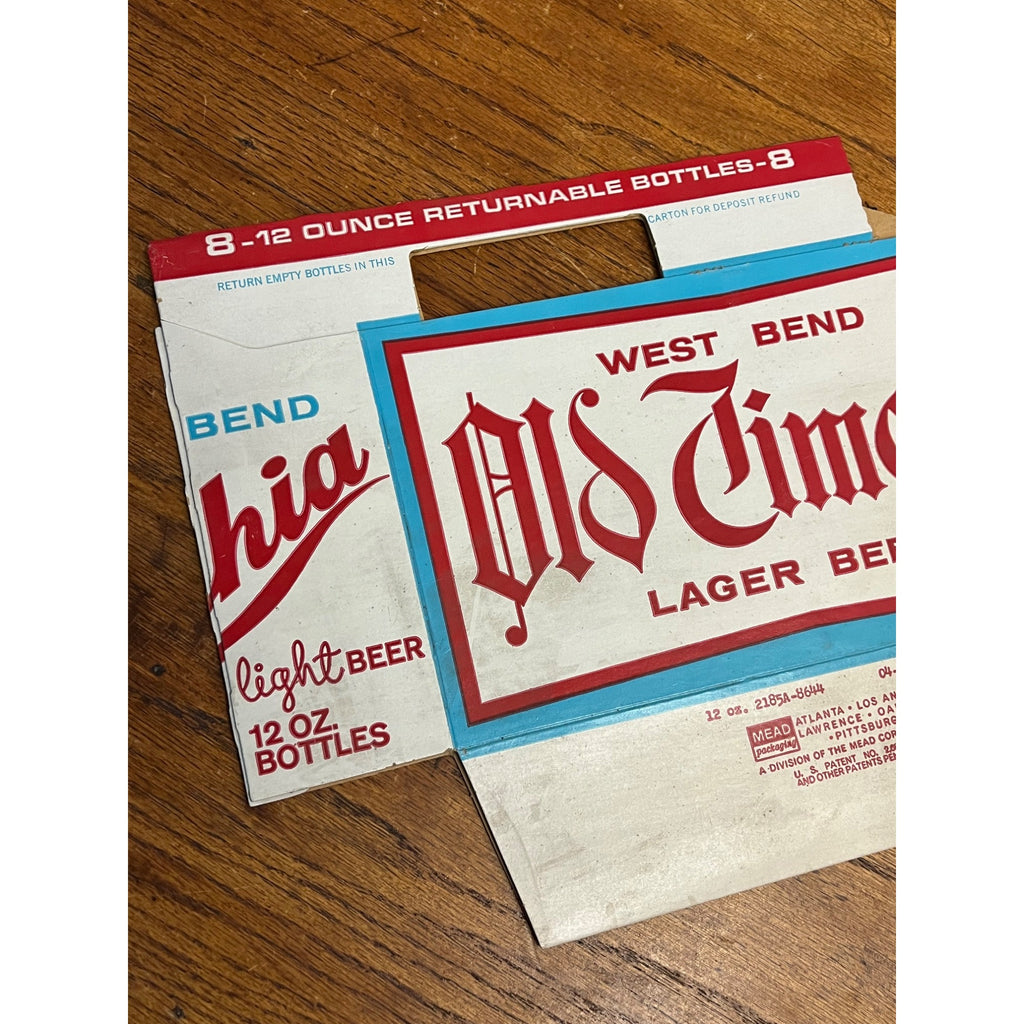 8-12 OUNCE RETURNABLE BOTTLES-8
RETURN EMPTY BOTTLES IN THIS CARTON FOR DEPOSIT REFUND
BEND
hia
light BEER
12 OZ.
BOTTLES
WEST BEND
Old Time
LAGER BEE
12 oz. 2185A-8644 04-
MEAD
packaging
ATLANTA • LOS AN
LAWRENCE • OA
• PITTSBURG
A DIVISION OF THE MEAD COR
U. S. PATENT NO.
AND OTHER PATENTS PE